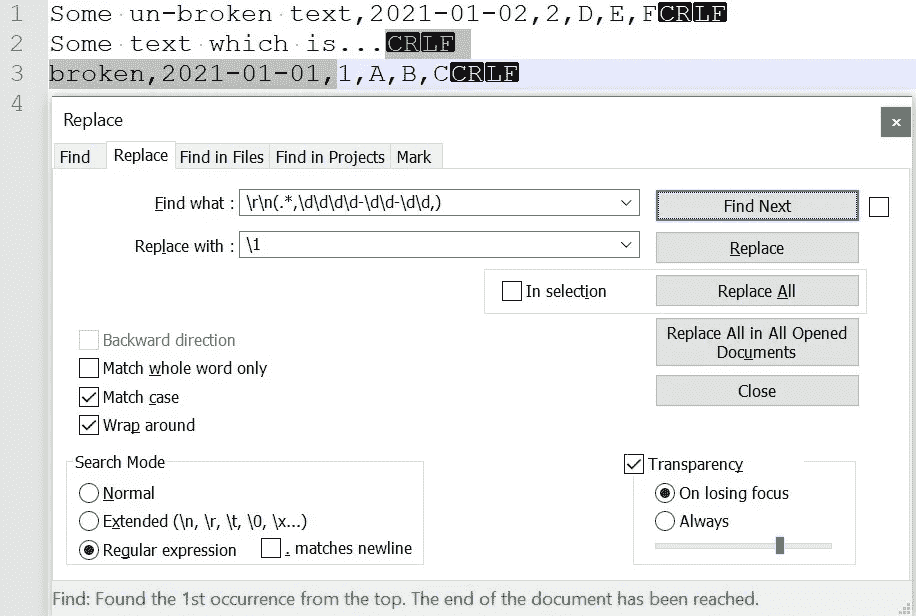 1 Some un-broken text,2021-01-02,2,D,E,FCRLF
2 Some text which is...CRLF
3 broken,2021-01-01,1,A,B,CCRLF
4
Replace
x
Find Replace Find in Files Find in Projects Mark
Find what : \r\n(.*,\d\d\d\d-\d\d-\d\d,) Find Next
Replace with : \1 Replace
In selection Replace All
Backward direction Replace All in All Opened
Documents
Match whole word only
Match case Close
Wrap around
Search Mode Transparency
Normal On losing focus
Extended (\n, \r, \t, \0, \x...) Always
Regular expression . matches newline
Find: Found the 1st occurrence from the top. The end of the document has been reached.